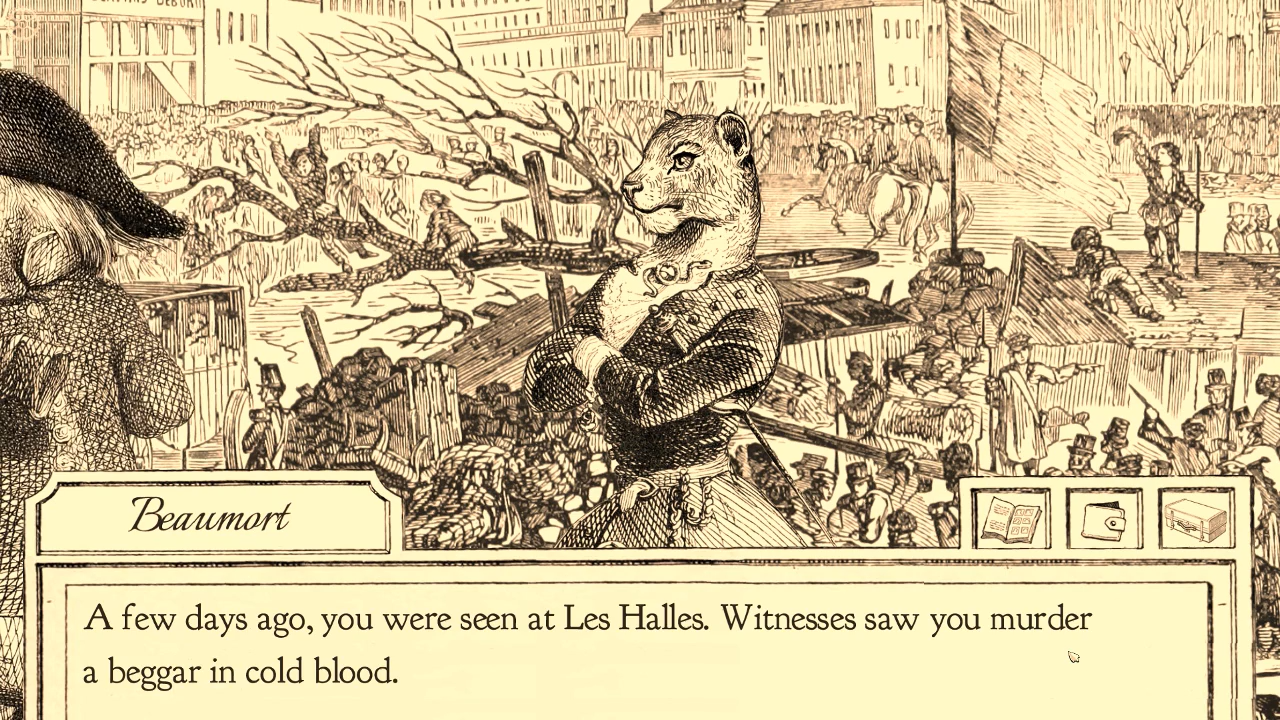 Beaumort
A few days ago, you were seen at Les Halles. Witnesses saw you murder
a beggar in cold blood.